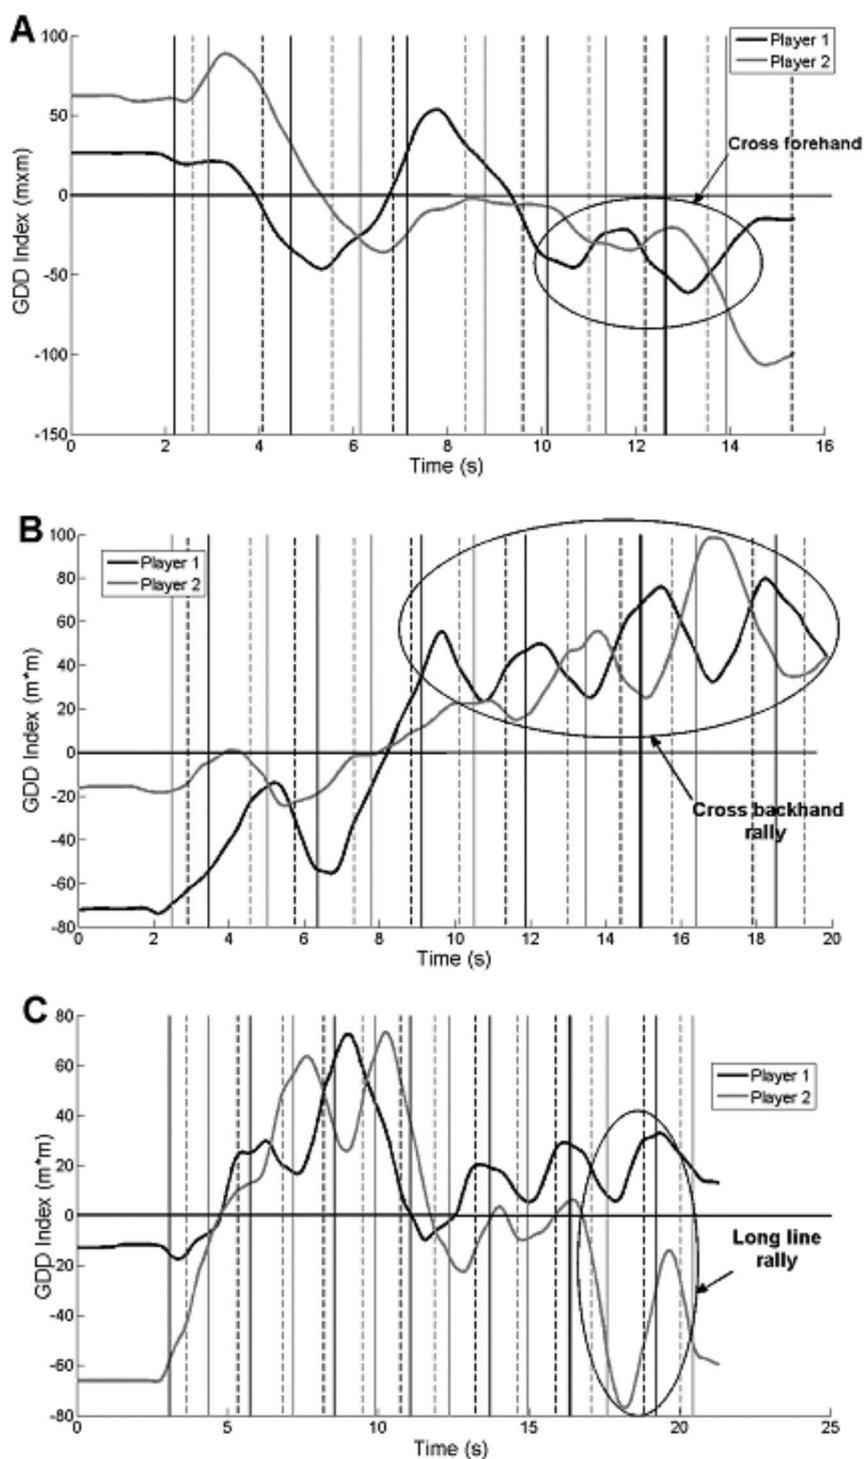 A
100
50
0
-50
-100
-150
GDD Index (mxm)
Player 1
Player 2
Cross forehand
0 2 4 6 8 10 12 14 16
Time (s)
B
100
80
60
40
20
0
-20
-40
-60
-80
GDD Index (m*m)
Player 1
Player 2
Cross backhand
rally
0 2 4 6 8 10 12 14 16 18 20
Time (s)
C
80
60
40
20
0
-20
-40
-60
-80
GDD Index (m*m)
Player 1
Player 2
Long line
rally
0 5 10 15 20 25
Time (s)